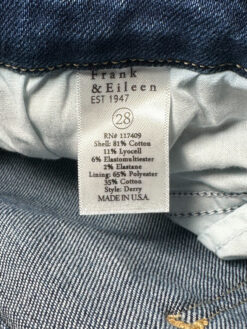 Frank
& Eileen
EST 1947
28
RN# 117409
Shell: 81% Cotton
11% Lyocell
6% Elastomultiester
2% Elastane
Lining: 65% Polyester
35% Cotton
Style: Derry
MADE IN U.S.A.